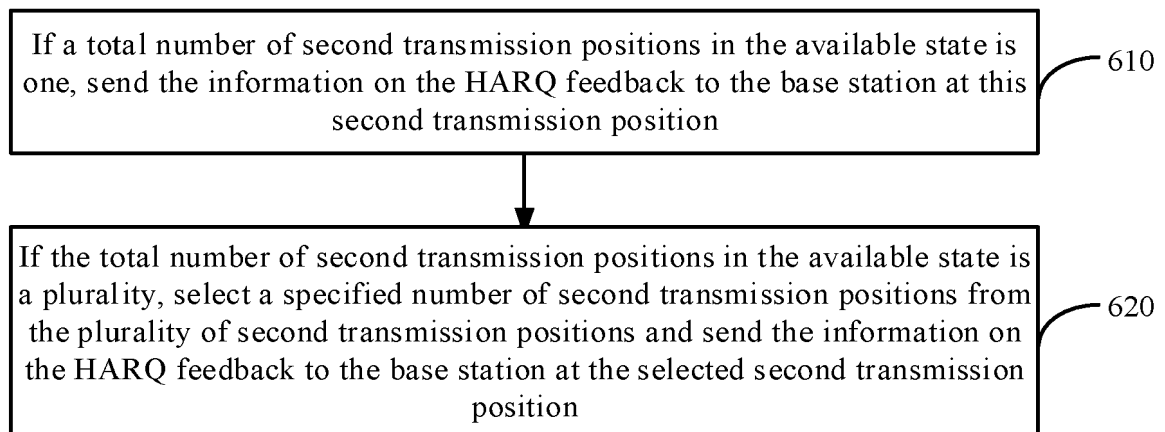 If a total number of second transmission positions in the available state is
one, send the information on the HARQ feedback to the base station at this
second transmission position
610
If the total number of second transmission positions in the available state is
a plurality, select a specified number of second transmission positions from
the plurality of second transmission positions and send the information on
the HARQ feedback to the base station at the selected second transmission
position
620